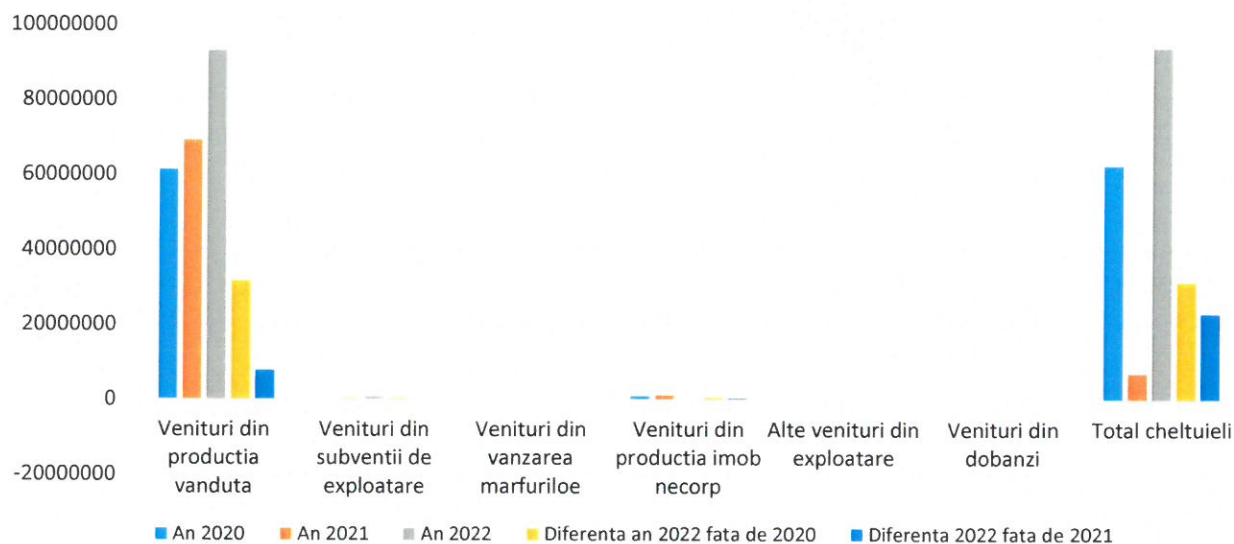 100000000
80000000
60000000
40000000
20000000
0
-20000000
Venituri din
productia
vanduta
Venituri din
subventii de
exploatare
Venituri din
vanzarea
marfuriloe
Venituri din
productia imob
necorp
Alte venituri din
exploatare
Venituri din
dobanzi
Total cheltuieli
An 2020 An 2021 An 2022 Diferenta an 2022 fata de 2020 Diferenta 2022 fata de 2021